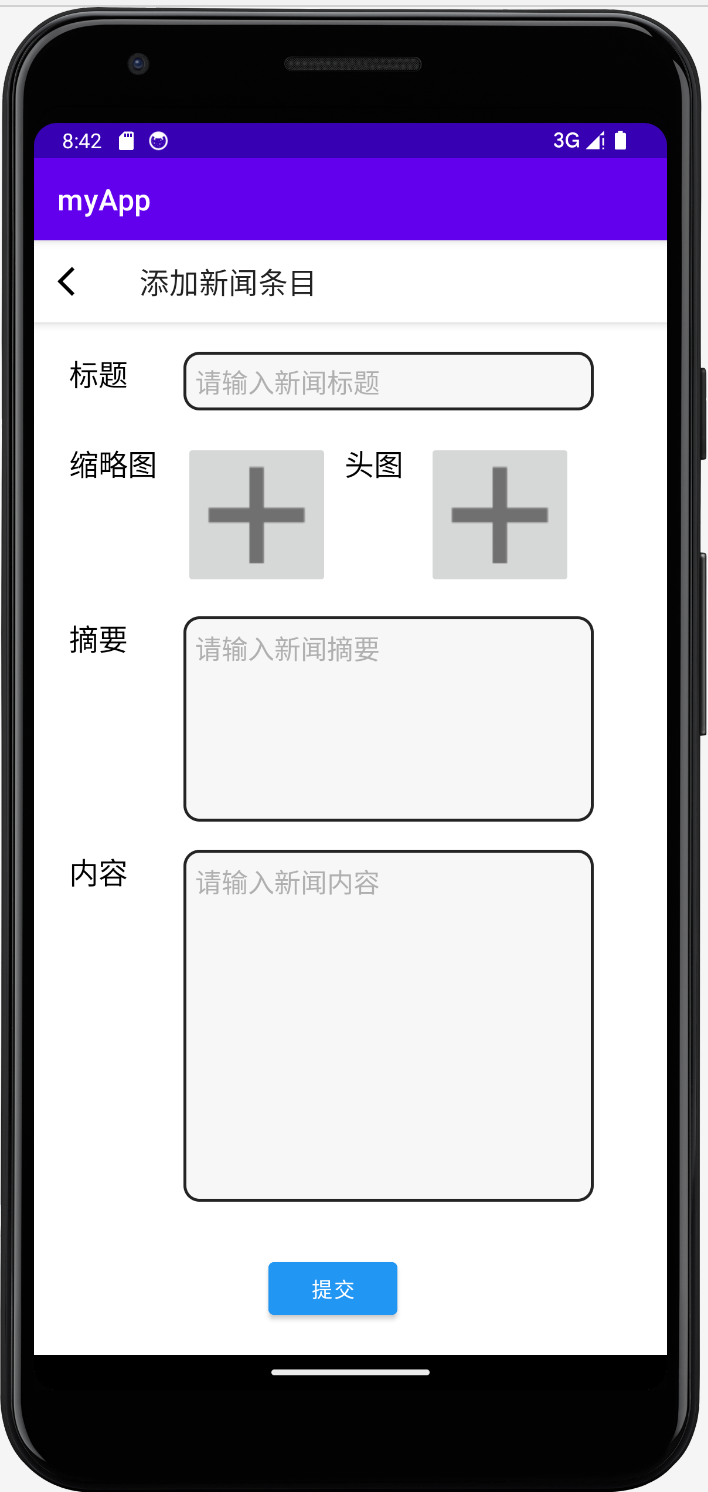 8:42 3G
myApp
添加新闻条目
标题 请输入新闻标题
缩略图 头图
摘要 请输入新闻摘要
内容 请输入新闻内容
提交